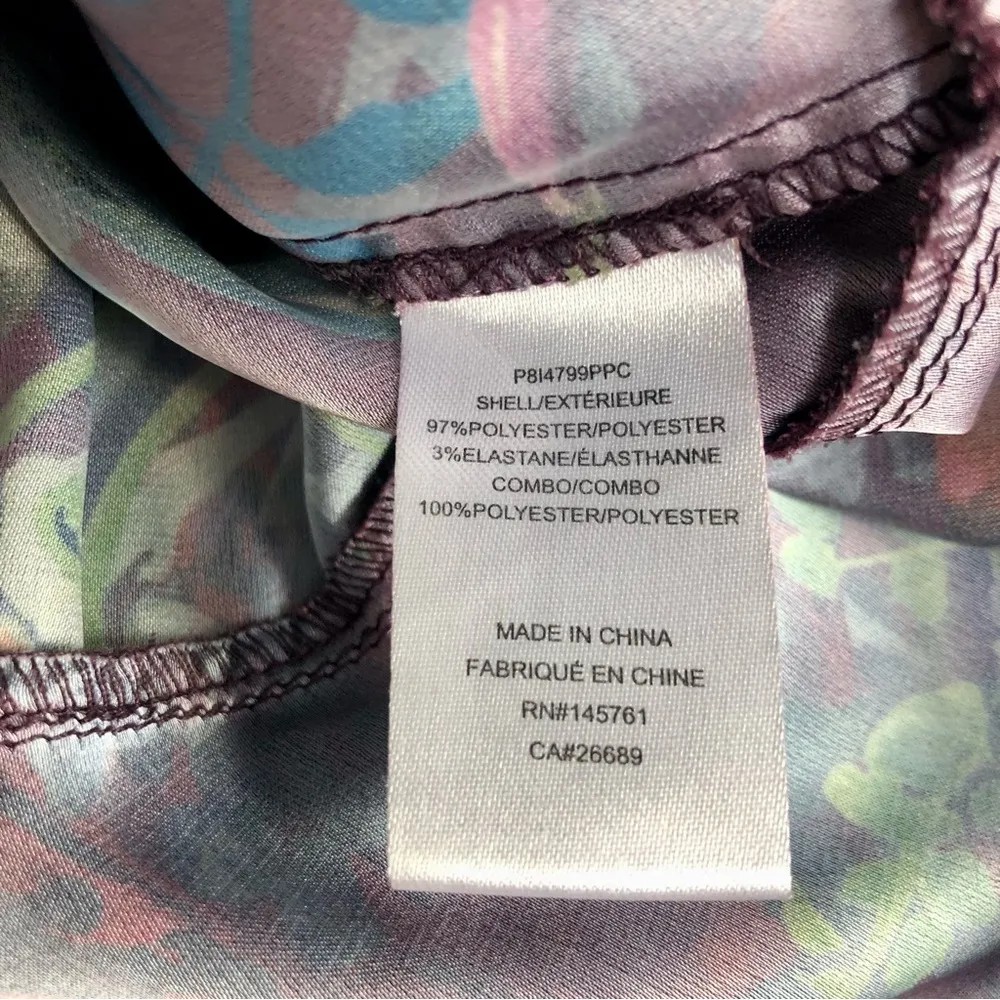 P8I4799PPC
SHELL/EXTÉRIEURE
97%POLYESTER/POLYESTER
3%ELASTANE/ÉLASTHANNE
COMBO/COMBO
100%POLYESTER/POLYESTER
MADE IN CHINA
FABRIQUÉ EN CHINE
RN#145761
CA#26689